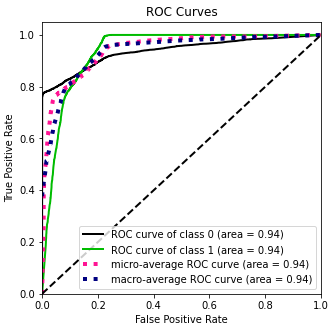 ROC Curves
True Positive Rate
1.0
0.8
0.6
0.4
0.2
0.0
ROC curve of class 0 (area = 0.94)
ROC curve of class 1 (area = 0.94)
micro-average ROC curve (area = 0.94)
macro-average ROC curve (area = 0.94)
0.0 0.2 0.4 0.6 0.8 1.0
False Positive Rate